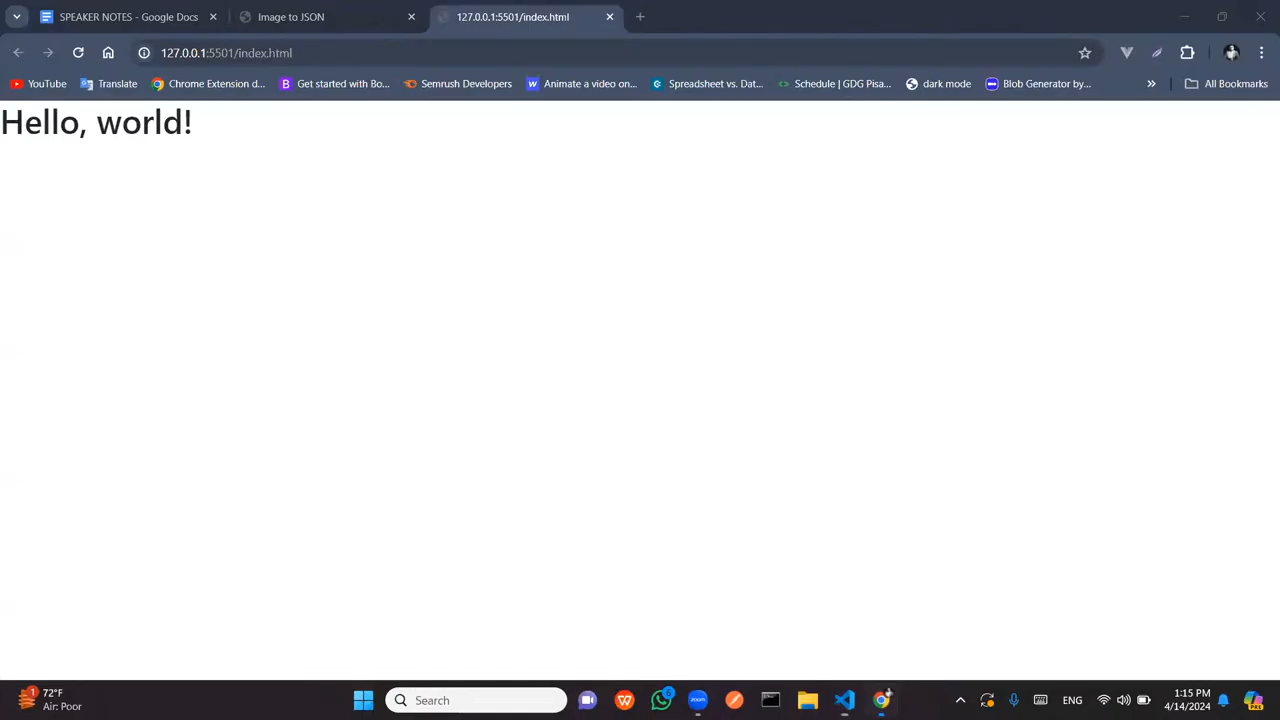 SPEAKER NOTES - Google Docs
Image to JSON
127.0.0.1:5501/index.html
127.0.0.1:5501/index.html
YouTube
Translate
Chrome Extension d...
Get started with Bo...
Semrush Developers
Animate a video on...
Spreadsheet vs. Dat...
Schedule | GDG Pisa...
dark mode
Blob Generator by...
All Bookmarks
Hello, world!
1
72°F
Air: Poor
Search
6
zoom
ENG
1:15 PM
4/14/2024